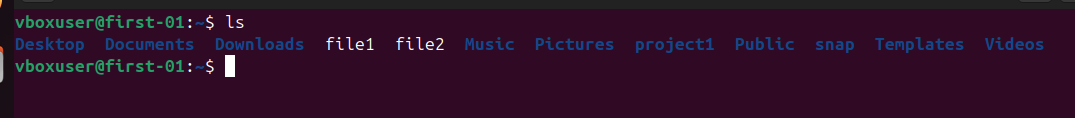 vboxuser@first-01:~$ ls
Desktop Documents Downloads file1 file2 Music Pictures project1 Public snap Templates Videos
vboxuser@first-01:~$